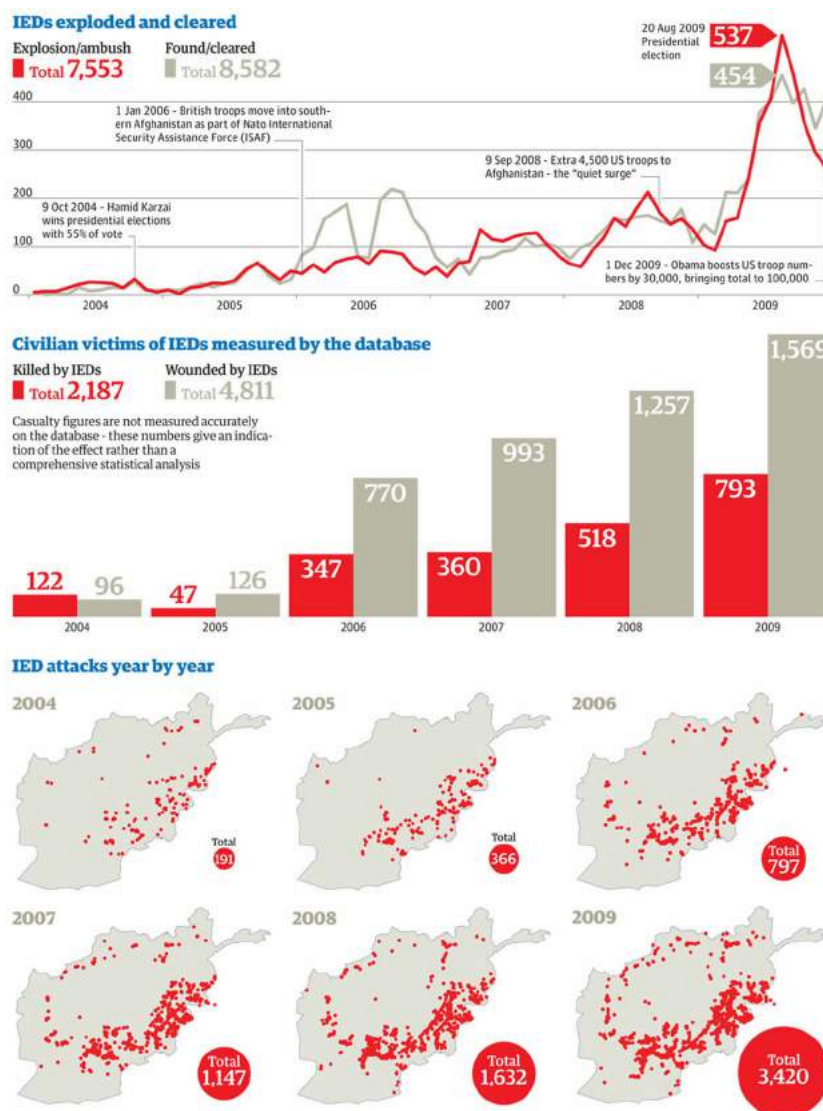 IEDs exploded and cleared
Explosion/ambush
Total 7,553
Found/cleared
Total 8,582
20 Aug 2009
Presidential
election
537
454
400
300
200
100
0
1 Jan 2006 - British troops move into south-
ern Afghanistan as part of Nato International
Security Assistance Force (ISAF)
9 Oct 2004 - Hamid Karzai
wins presidential elections
with 55% of vote
9 Sep 2008 - Extra 4,500 US troops to
Afghanistan - the "quiet surge"
1 Dec 2009 - Obama boosts US troop num-
bers by 30,000, bringing total to 100,000
2004 2005 2006 2007 2008 2009
Civilian victims of IEDs measured by the database
Killed by IEDs
Total 2,187
Wounded by IEDs
Total 4,811
Casualty figures are not measured accurately
on the database - these numbers give an indica-
tion of the effect rather than a
comprehensive statistical analysis
122 96 47 126 347 770 360 993 518 1,257 793 1,569
2004 2005 2006 2007 2008 2009
IED attacks year by year
2004
Total
191
2005
Total
366
2006
Total
797
2007
Total
1,147
2008
Total
1,632
2009
Total
3,420